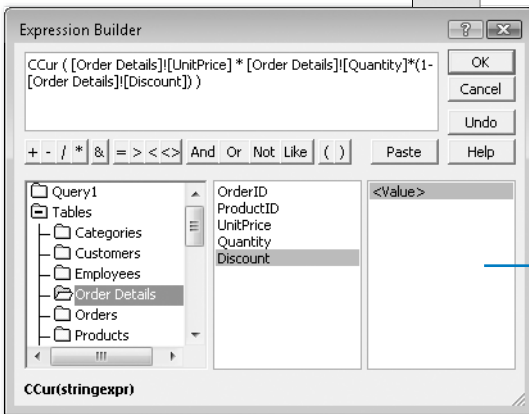 Expression Builder
CCur ( [Order Details]![UnitPrice] * [Order Details]![Quantity]*(1-
[Order Details]![Discount]) )
OK
Cancel
Undo
Help
+ - / * & = > < <> And Or Not Like ( ) Paste
Query1
Tables
Categories
Customers
Employees
Order Details
Orders
Products
OrderID
ProductID
UnitPrice
Quantity
Discount
<Value>
CCur(stringexpr)